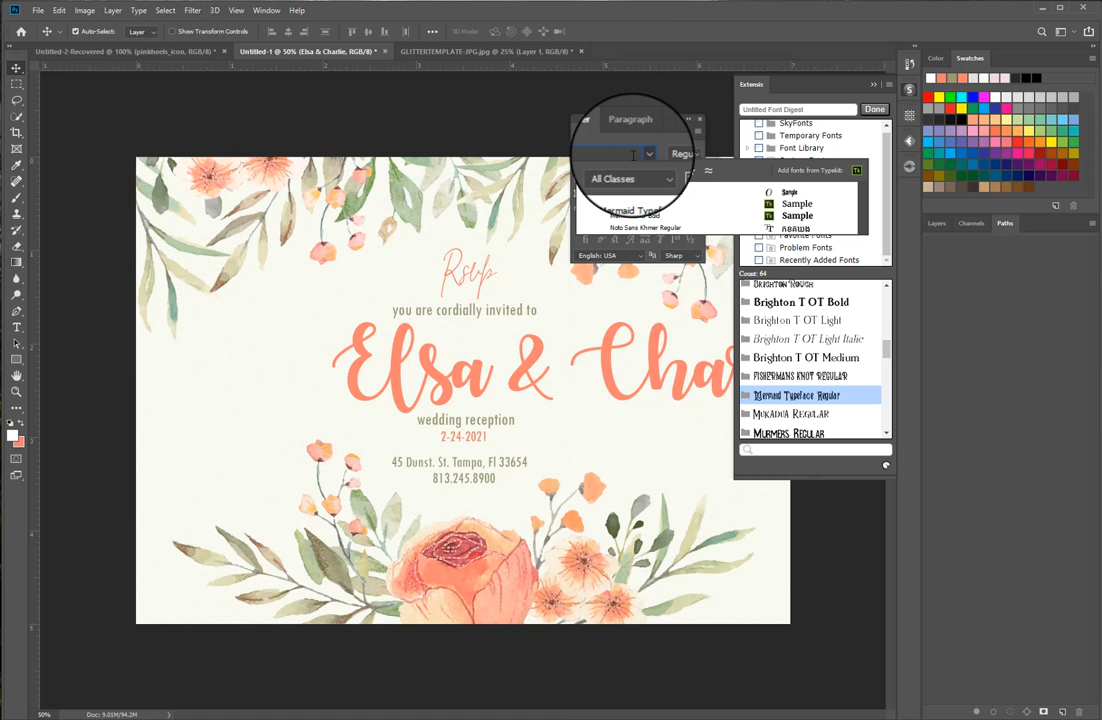 File Edit Image Layer Type Select Filter 3D View Window Help
Auto-Select: Layer Show Transform Controls 3D Mode:
Untitled-2-Recovered @ 100% (pinkheels_icon, RGB/8) * Untitled-1 @ 50% (Elsa & Charlie, RGB/8) * GLITTERTEMPLATE-JPG.jpg @ 25% (Layer 1, RGB/8) *
Color Swatches
Layers Channels Paths
Paragraph
All Classes
Add fonts from Typekit:
Sample
Sample
Sample
Noto Sans Khmer Regular
English: USA Sharp
Extensis
Untitled Font Digest Done
SkyFonts
Temporary Fonts
Font Library
Problem Fonts
Recently Added Fonts
Count: 64
Brighton T OT Bold
Brighton T OT Light
Brighton T OT Light Italic
Brighton T OT Medium
FISHERMANS KNOT REGULAR
Mermaid Typeface Regular
MUKADUA REGULAR
MURMERS REGULAR
Rsvp
you are cordially invited to
Elsa & Cha
wedding reception
2-24-2021
45 Dunst. St. Tampa, Fl 33654
813.245.8900
50% Doc: 9.01M/94.2M